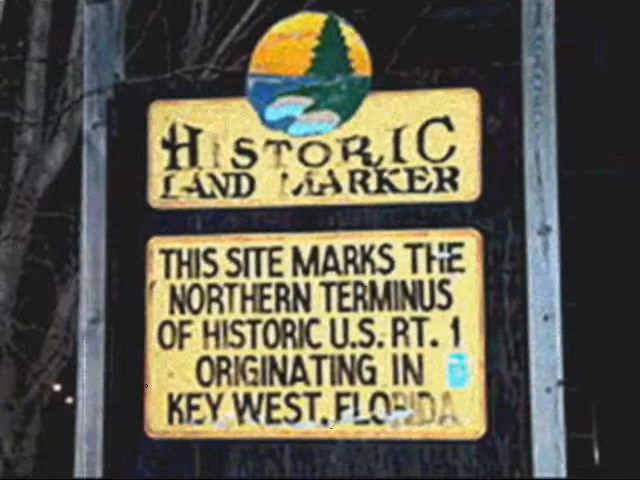 HISTORIC
LAND MARKER
THIS SITE MARKS THE
NORTHERN TERMINUS
OF HISTORIC U.S. RT. 1
ORIGINATING IN
KEY WEST, FLORIDA